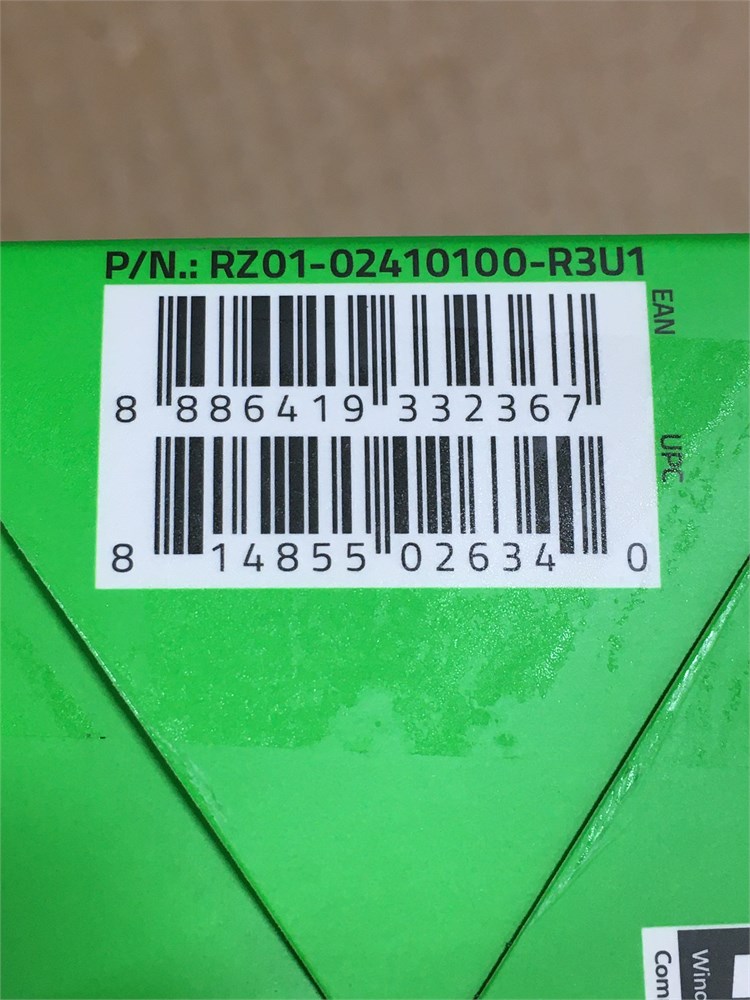 P/N.: RZ01-02410100-R3U1
EAN
8 886419 332367
UPC
8 14855 02634 0